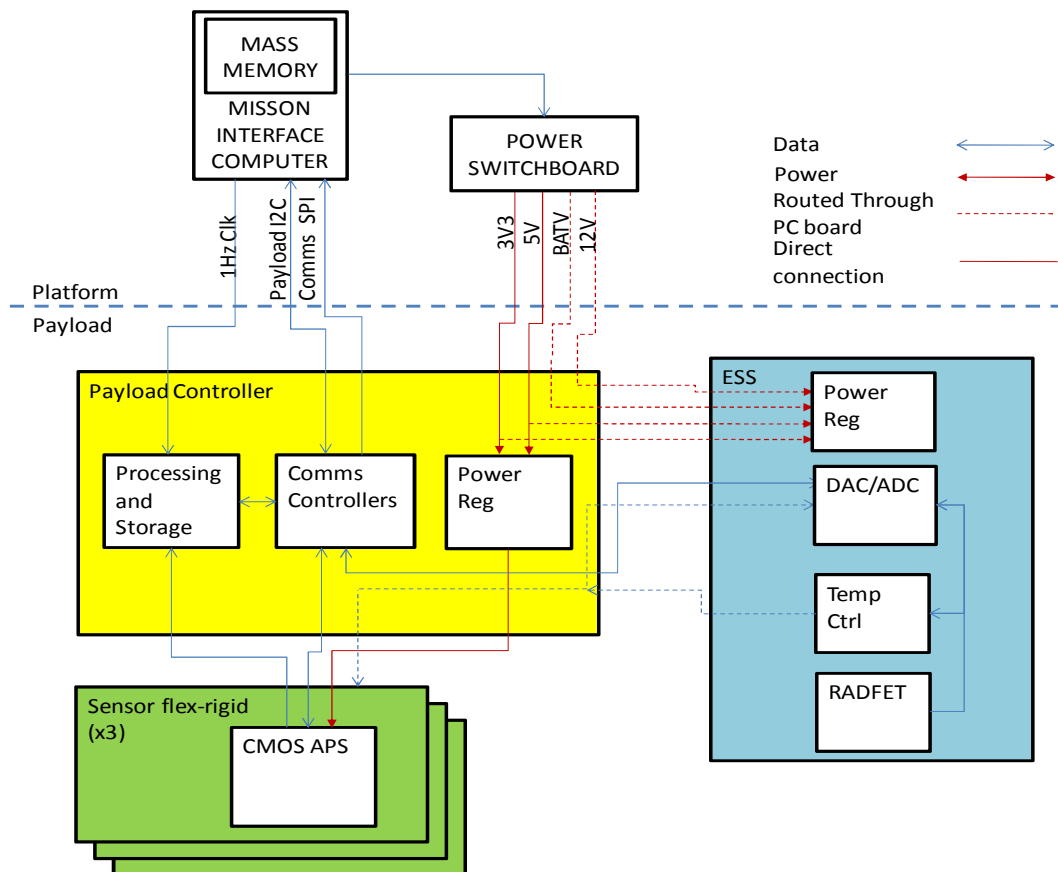 MASS
MEMORY
MISSON
INTERFACE
COMPUTER
POWER
SWITCHBOARD
Data
Power
Routed Through
PC board
Direct
connection
1Hz Clk
Payload I2C
Comms SPI
3V3
5V
BATV
12V
Platform
Payload
Payload Controller
Processing
and
Storage
Comms
Controllers
Power
Reg
ESS
Power
Reg
DAC/ADC
Temp
Ctrl
RADFET
Sensor flex-rigid
(x3)
CMOS APS